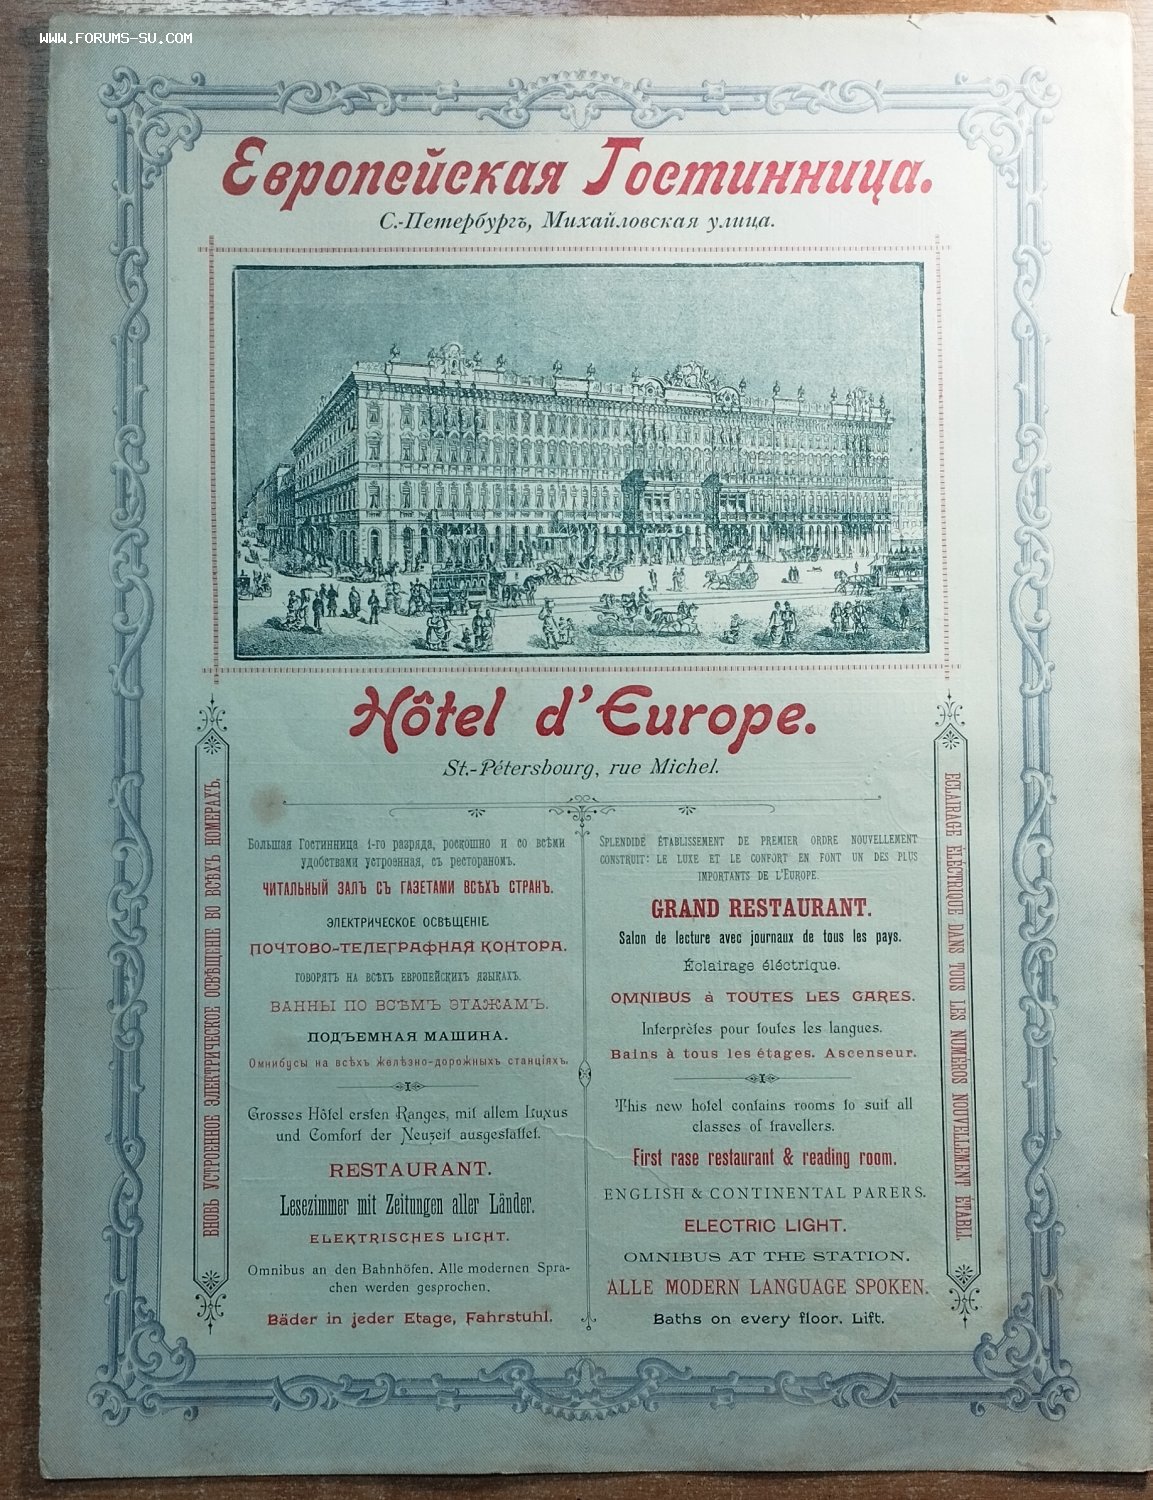 WWW.FORUMS-SU.COM
Европейская Гостинница.
С.-Петербургъ, Михайловская улица.
Hôtel d'Europe.
St.-Pétersbourg, rue Michel.
ВНОВЬ УСТРОЕННОЕ ЭЛЕКТРИЧЕСКОЕ ОСВѢЩЕНІЕ ВО ВСѢХЪ НОМЕРАХЪ.
Большая Гостинница 1-го разряда, роскошно и со всѣми
удобствами устроенная, съ рестораномъ.
ЧИТАЛЬНЫЙ ЗАЛЪ СЪ ГАЗЕТАМИ ВСѢХЪ СТРАНЪ.
ЭЛЕКТРИЧЕСКОЕ ОСВѢЩЕНІЕ
ПОЧТОВО-ТЕЛЕГРАФНАЯ КОНТОРА.
ГОВОРЯТЪ НА ВСѢХЪ ЕВРОПЕЙСКИХЪ ЯЗЫКАХЪ.
ВАННЫ ПО ВСѢМЪ ЭТАЖАМЪ.
ПОДЪЕМНАЯ МАШИНА.
Омнибусы на всѣхъ желѣзно-дорожныхъ станціяхъ.
Grosses Hôtel ersten Ranges, mit allem Luxus
und Comfort der Neuzeit ausgestattet.
RESTAURANT.
Lesezimmer mit Zeitungen aller Länder.
ELEKTRISCHES LICHT.
Omnibus an den Bahnhöfen. Alle modernen Spra-
chen werden gesprochen.
Bäder in jeder Etage, Fahrstuhl.
SPLENDIDE ÉTABLISSEMENT DE PREMIER ORDRE NOUVELLEMENT
CONSTRUIT: LE LUXE ET LE CONFORT EN FONT UN DES PLUS
IMPORTANTS DE L'EUROPE.
GRAND RESTAURANT.
Salon de lecture avec journaux de tous les pays.
Éclairage éléctrique.
OMNIBUS à TOUTES LES GARES.
Interprètes pour toutes les langues.
Bains à tous les étages. Ascenseur.
This new hotel contains rooms to suit all
classes of travellers.
First rase restaurant & reading room.
ENGLISH & CONTINENTAL PARERS.
ELECTRIC LIGHT.
OMNIBUS AT THE STATION.
ALLE MODERN LANGUAGE SPOKEN.
Baths on every floor. Lift.
ECLAIRAGE ÉLÉCTRIQUE DANS TOUS LES NUMÉROS NOUVELLEMENT ÉTABLI.